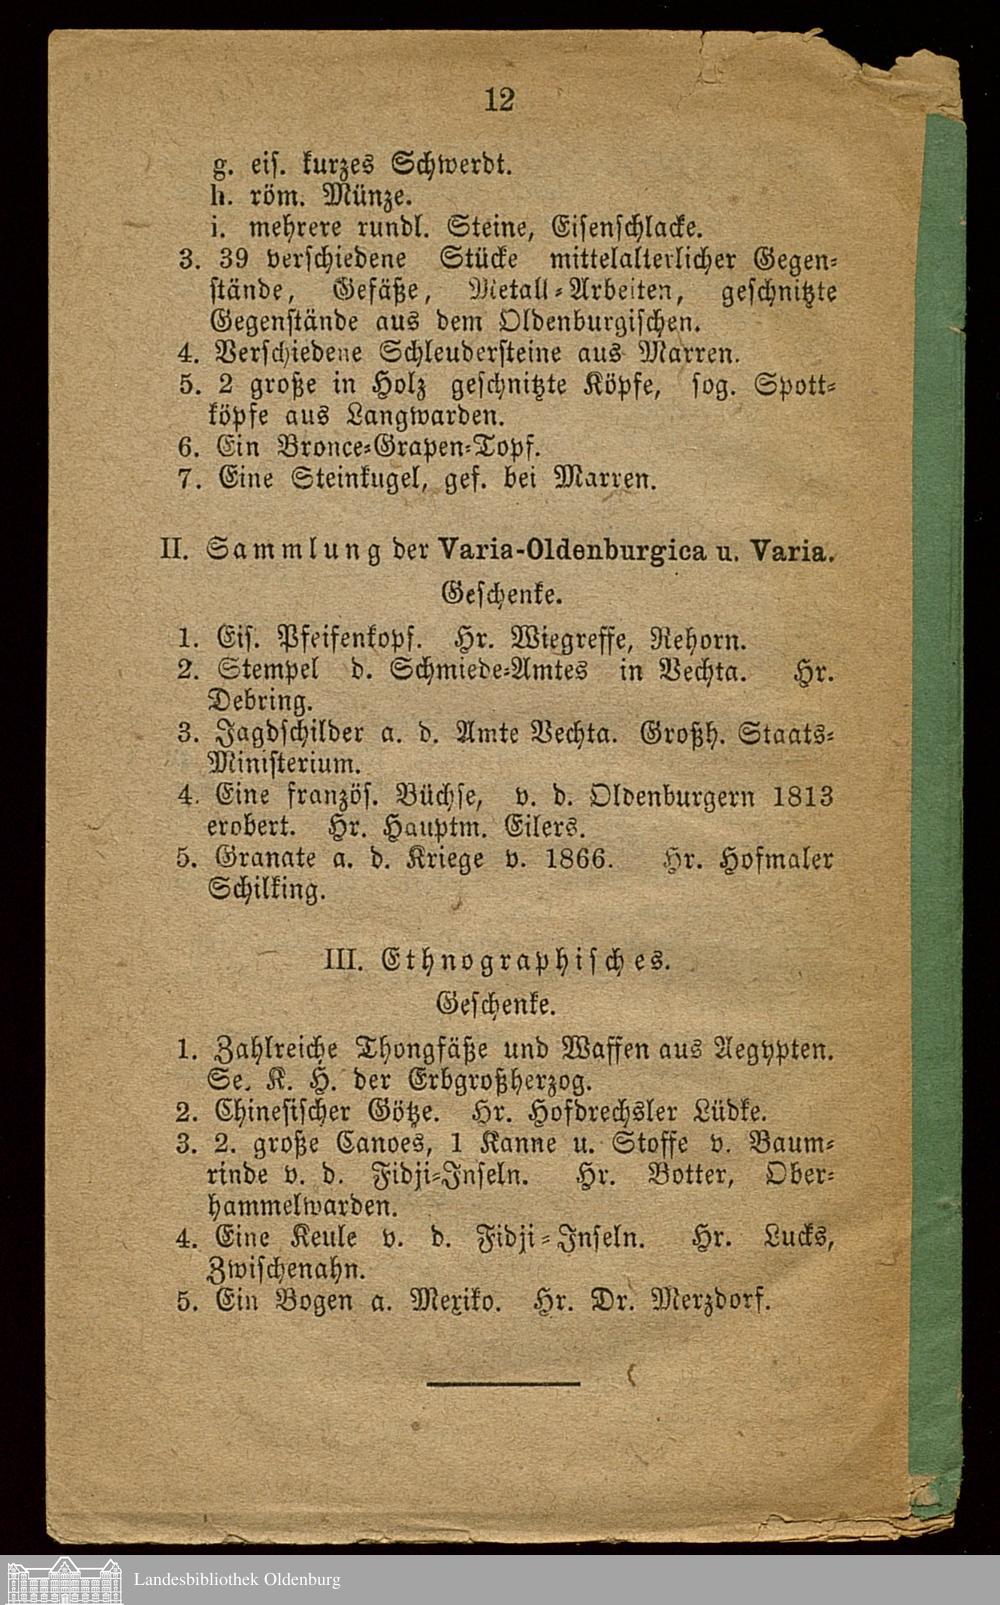 12
g. eis. kurzes Schwerdt.
h. röm. Münze.
i. mehrere rundl. Steine, Eisenschlacke.
3. 39 verschiedene Stücke mittelalterlicher Gegen-
stände, Gefäße, Metall-Arbeiten, geschnitzte
Gegenstände aus dem Oldenburgischen.
4. Verschiedene Schleudersteine aus Marren.
5. 2 große in Holz geschnitzte Köpfe, sog. Spott-
köpfe aus Langwarden.
6. Ein Bronce-Grapen-Topf.
7. Eine Steinkugel, gef. bei Marren.
II. Sammlung der Varia-Oldenburgica u. Varia.
Geschenke.
1. Eis. Pfeifenkopf. Hr. Wiegreffe, Nehorn.
2. Stempel d. Schmiede-Amtes in Vechta. Hr.
Debring.
3. Jagdschilder a. d. Amte Vechta. Großh. Staats-
Ministerium.
4. Eine französ. Büchse, v. d. Oldenburgern 1813
erobert. Hr. Hauptm. Eilers.
5. Granate a. d. Kriege v. 1866. Hr. Hofmaler
Schilking.
III. Ethnographisches.
Geschenke.
1. Zahlreiche Thongfäße und Waffen aus Aegypten.
Se. K. H. der Erbgroßherzog.
2. Chinesischer Götze. Hr. Hofdrechsler Lüdke.
3. 2. große Canoes, 1 Kanne u. Stoffe v. Baum-
rinde v. d. Fidji-Inseln. Hr. Botter, Ober-
hammelwarden.
4. Eine Keule v. d. Fidji-Inseln. Hr. Lucks,
Zwischenahn.
5. Ein Bogen a. Mexiko. Hr. Dr. Merzdorf.
Landesbibliothek Oldenburg